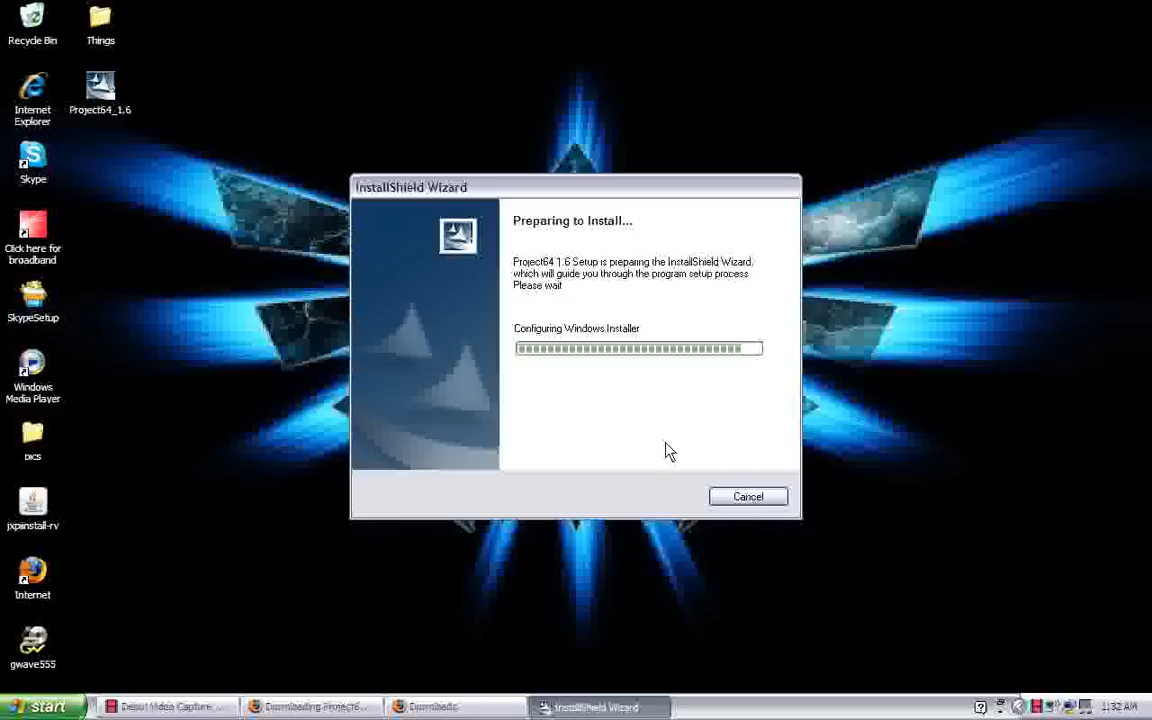 Recycle Bin
Things
Internet
Explorer
Project64_1.6
Skype
Click here for
broadband
SkypeSetup
Windows
Media Player
DICS
jxpiinstall-rv
Internet
gwave555
InstallShield Wizard
Preparing to Install...
Project64 1.6 Setup is preparing the InstallShield Wizard,
which will guide you through the program setup process
Please wait
Configuring Windows Installer
Cancel
start
Debut Video Capture ...
Downloading Project6...
Downloads
InstallShield Wizard
1:32 AM